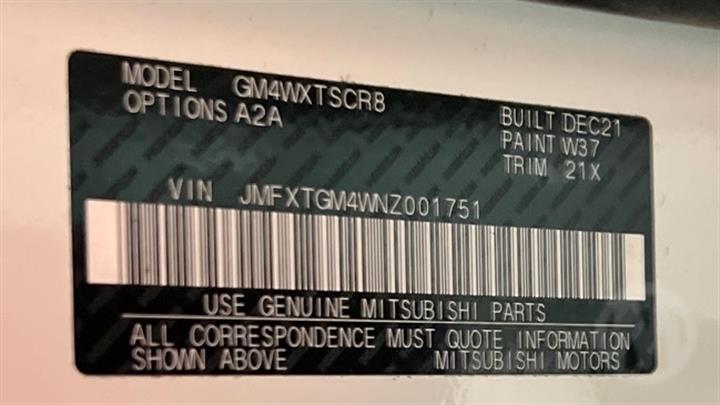 MODEL GM4WXTSCR8
OPTIONS A2A
BUILT DEC21
PAINT W37
TRIM 21X
VIN JMFXTGM4WNZ001751
USE GENUINE MITSUBISHI PARTS
ALL CORRESPONDENCE MUST QUOTE INFORMATION
SHOWN ABOVE MITSUBISHI MOTORS